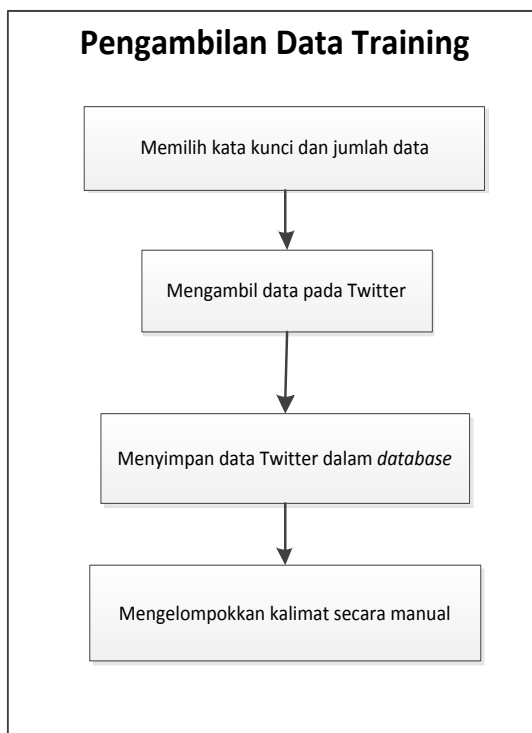 Pengambilan Data Training
Memilih kata kunci dan jumlah data
Mengambil data pada Twitter
Menyimpan data Twitter dalam database
Mengelompokkan kalimat secara manual